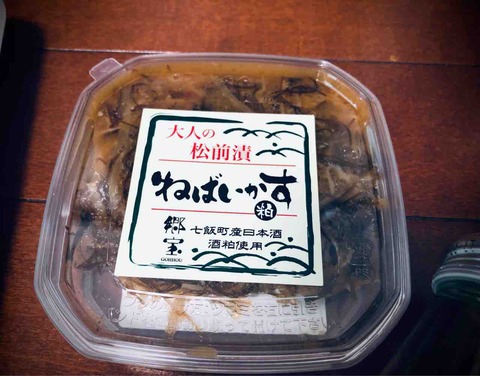 大人の
松前漬
ねばいかす
粕
郷宝
GOHHOU
七飯町産日本酒
酒粕使用